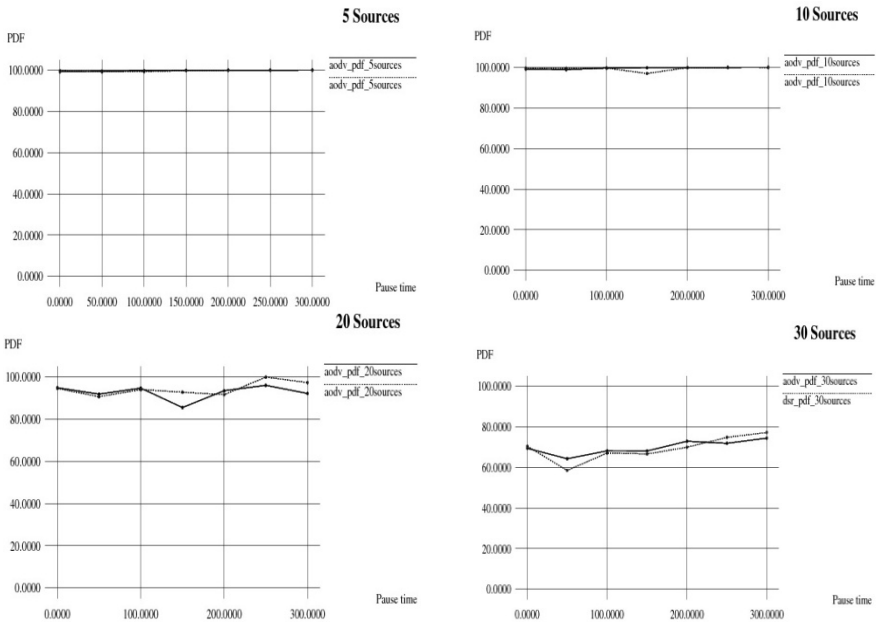 5 Sources
PDF
aodv_pdf_5sources
aodv_pdf_5sources
100.0000
80.0000
60.0000
40.0000
20.0000
0.0000
Pause time
0.0000 50.0000 100.0000 150.0000 200.0000 250.0000 300.0000
10 Sources
PDF
aodv_pdf_10sources
aodv_pdf_10sources
100.0000
80.0000
60.0000
40.0000
20.0000
0.0000
Pause time
0.0000 100.0000 200.0000 300.0000
20 Sources
PDF
aodv_pdf_20sources
aodv_pdf_20sources
100.0000
80.0000
60.0000
40.0000
20.0000
0.0000
Pause time
0.0000 100.0000 200.0000 300.0000
30 Sources
PDF
aodv_pdf_30sources
dsr_pdf_30sources
100.0000
80.0000
60.0000
40.0000
20.0000
0.0000
Pause time
0.0000 100.0000 200.0000 300.0000